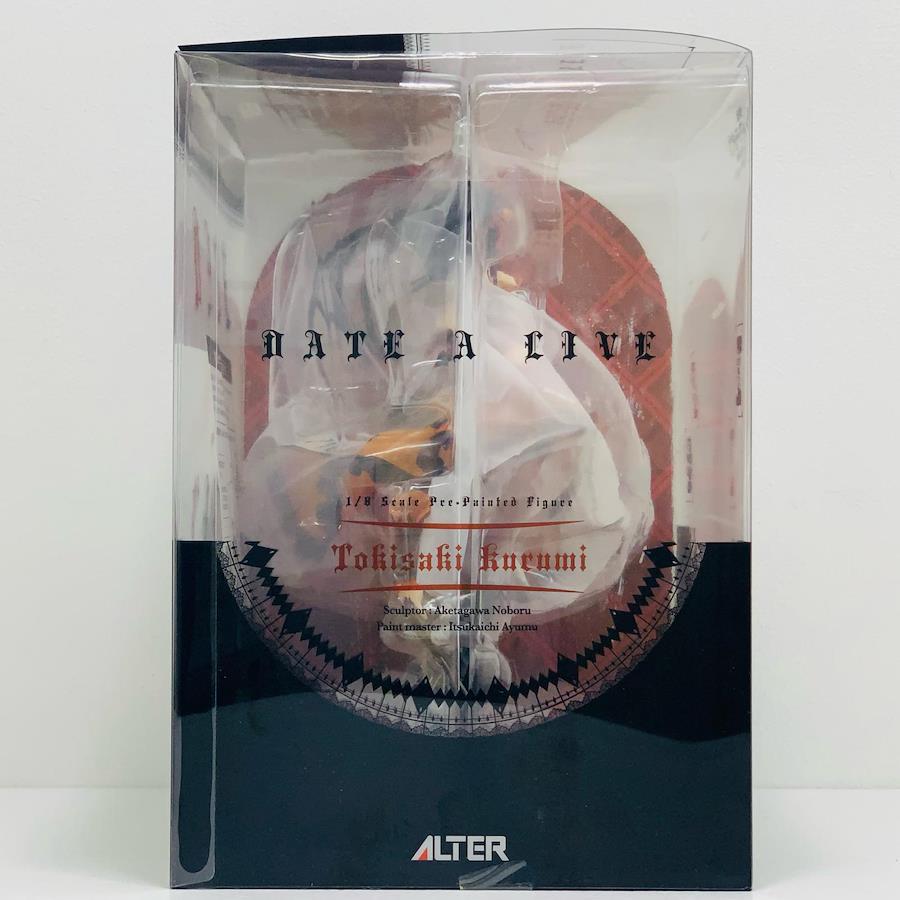 DATE A LIVE
1/8 Scale Pre-Painted Figure
Tokisaki Kurumi
Sculptor : Aketagawa Noboru
Paint master : Itsukaichi Ayumu
ALTER